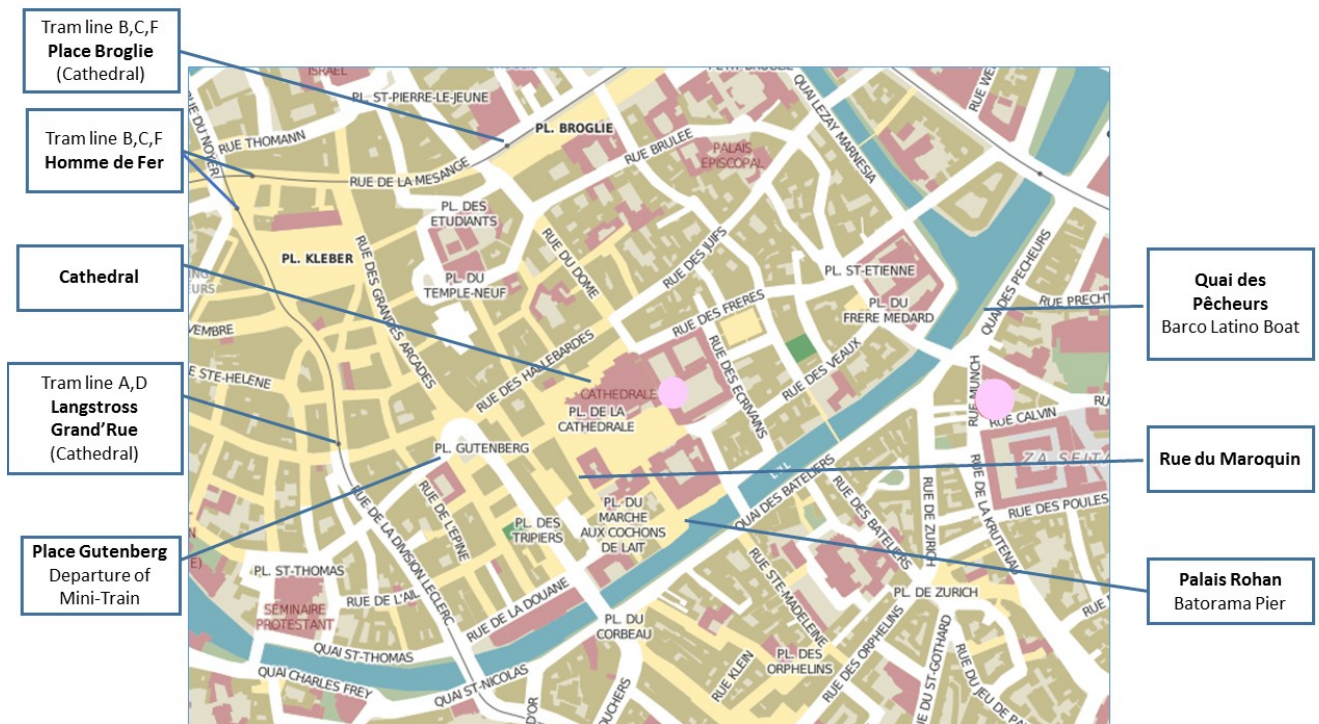 Tram line B,C,F
Place Broglie
(Cathedral)
Tram line B,C,F
Homme de Fer
Cathedral
Tram line A,D
Langstross
Grand'Rue
(Cathedral)
Place Gutenberg
Departure of
Mini-Train
Quai des
Pêcheurs
Barco Latino Boat
Rue du Maroquin
Palais Rohan
Batorama Pier
ISRAEL
PL. ST-PIERRE-LE-JEUNE
RUE DU NOYER
RUE THOMANN
PL. BROGLIE
RUE BRULEE
PALAIS
EPISCOPAL
QUAI LEZAY MARNESIA
RUE DE LA MESANGE
PL. DES
ETUDIANTS
PL. KLEBER
RUE DES GRANDES ARCADES
PL. DU
TEMPLE-NEUF
RUE DU DOME
RUE DES JUIFS
PL. ST-ETIENNE
PL. DU
FRERE MEDARD
QUAI DES PECHEURS
RUE PRECHT
VEMBRE
E STE-HELENE
RUE DES HALLEBARDES
RUE DES FRERES
RUE DES ECRIVAINS
RUE DES VEAUX
CATHEDRALE
PL. DE LA
CATHEDRALE
RUE MUNCH
RUE CALVIN
PL. GUTENBERG
RUE DE L'EPINE
RUE DE LA DIVISION LECLERC
PL. DES
TRIPIERS
PL. DU
MARCHE
AUX COCHONS
DE LAIT
QUAI DES BATELIERS
RUE DES BATELIERS
RUE DE ZURICH
RUE DE LA KRUTENAU
RUE DES POULES
PL. ST-THOMAS
SEMINAIRE
PROTESTANT
RUE DE L'AIL
RUE DE LA DOUANE
PL. DU
CORBEAU
RUE STE-MADELEINE
PL. DE ZURICH
QUAI ST-THOMAS
QUAI CHARLES FREY
QUAI ST-NICOLAS
RUE KLEIN
PL. DES
ORPHELINS
RUE DES ORPHELINS
UE DU ST-GOTHARD
RUE DU JEU DE PA
D'OR
OUCHERS